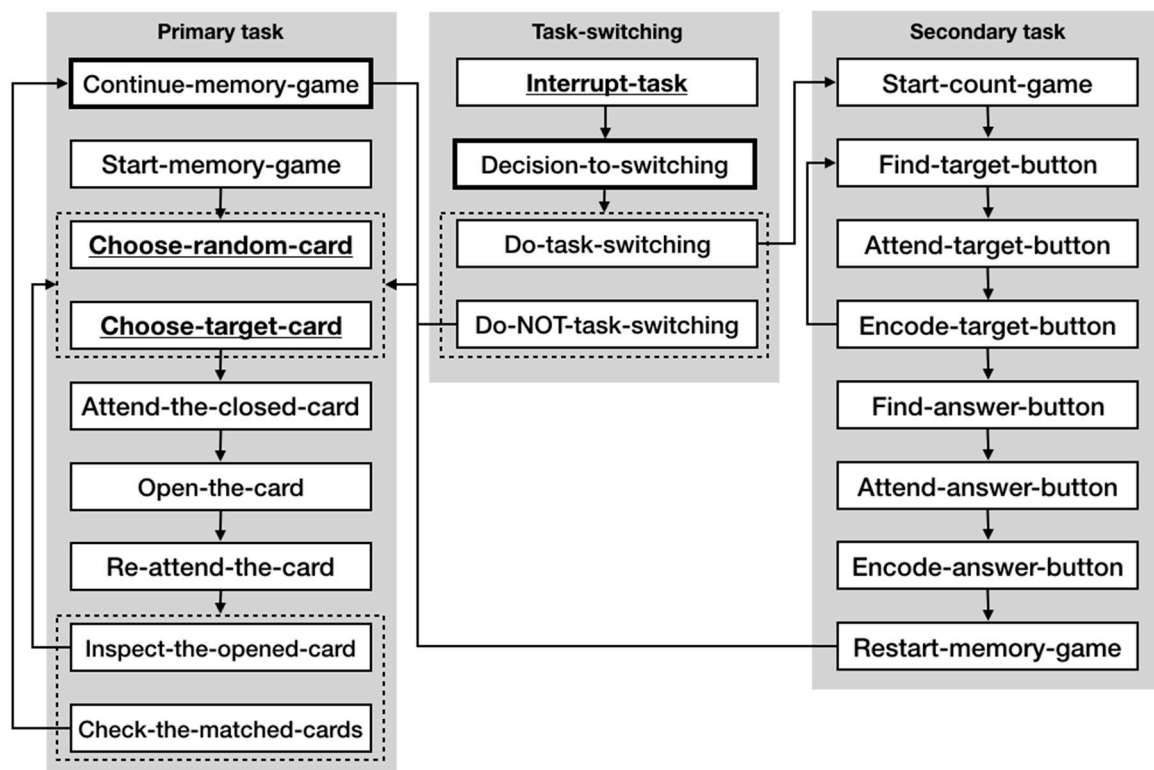 Primary task
Continue-memory-game
Start-memory-game
Choose-random-card
Choose-target-card
Attend-the-closed-card
Open-the-card
Re-attend-the-card
Inspect-the-opened-card
Check-the-matched-cards
Task-switching
Interrupt-task
Decision-to-switching
Do-task-switching
Do-NOT-task-switching
Secondary task
Start-count-game
Find-target-button
Attend-target-button
Encode-target-button
Find-answer-button
Attend-answer-button
Encode-answer-button
Restart-memory-game